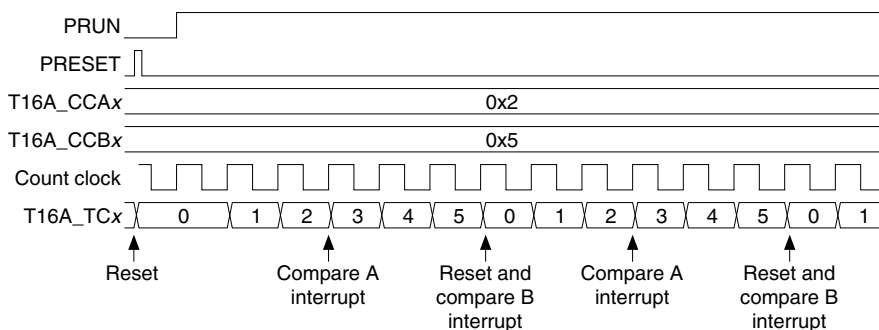 PRUN
PRESET
T16A_CCAx 0x2
T16A_CCBx 0x5
Count clock
T16A_TCx 0 1 2 3 4 5 0 1 2 3 4 5 0 1
Reset Compare A Reset and Compare A Reset and
interrupt compare B interrupt compare B
interrupt interrupt